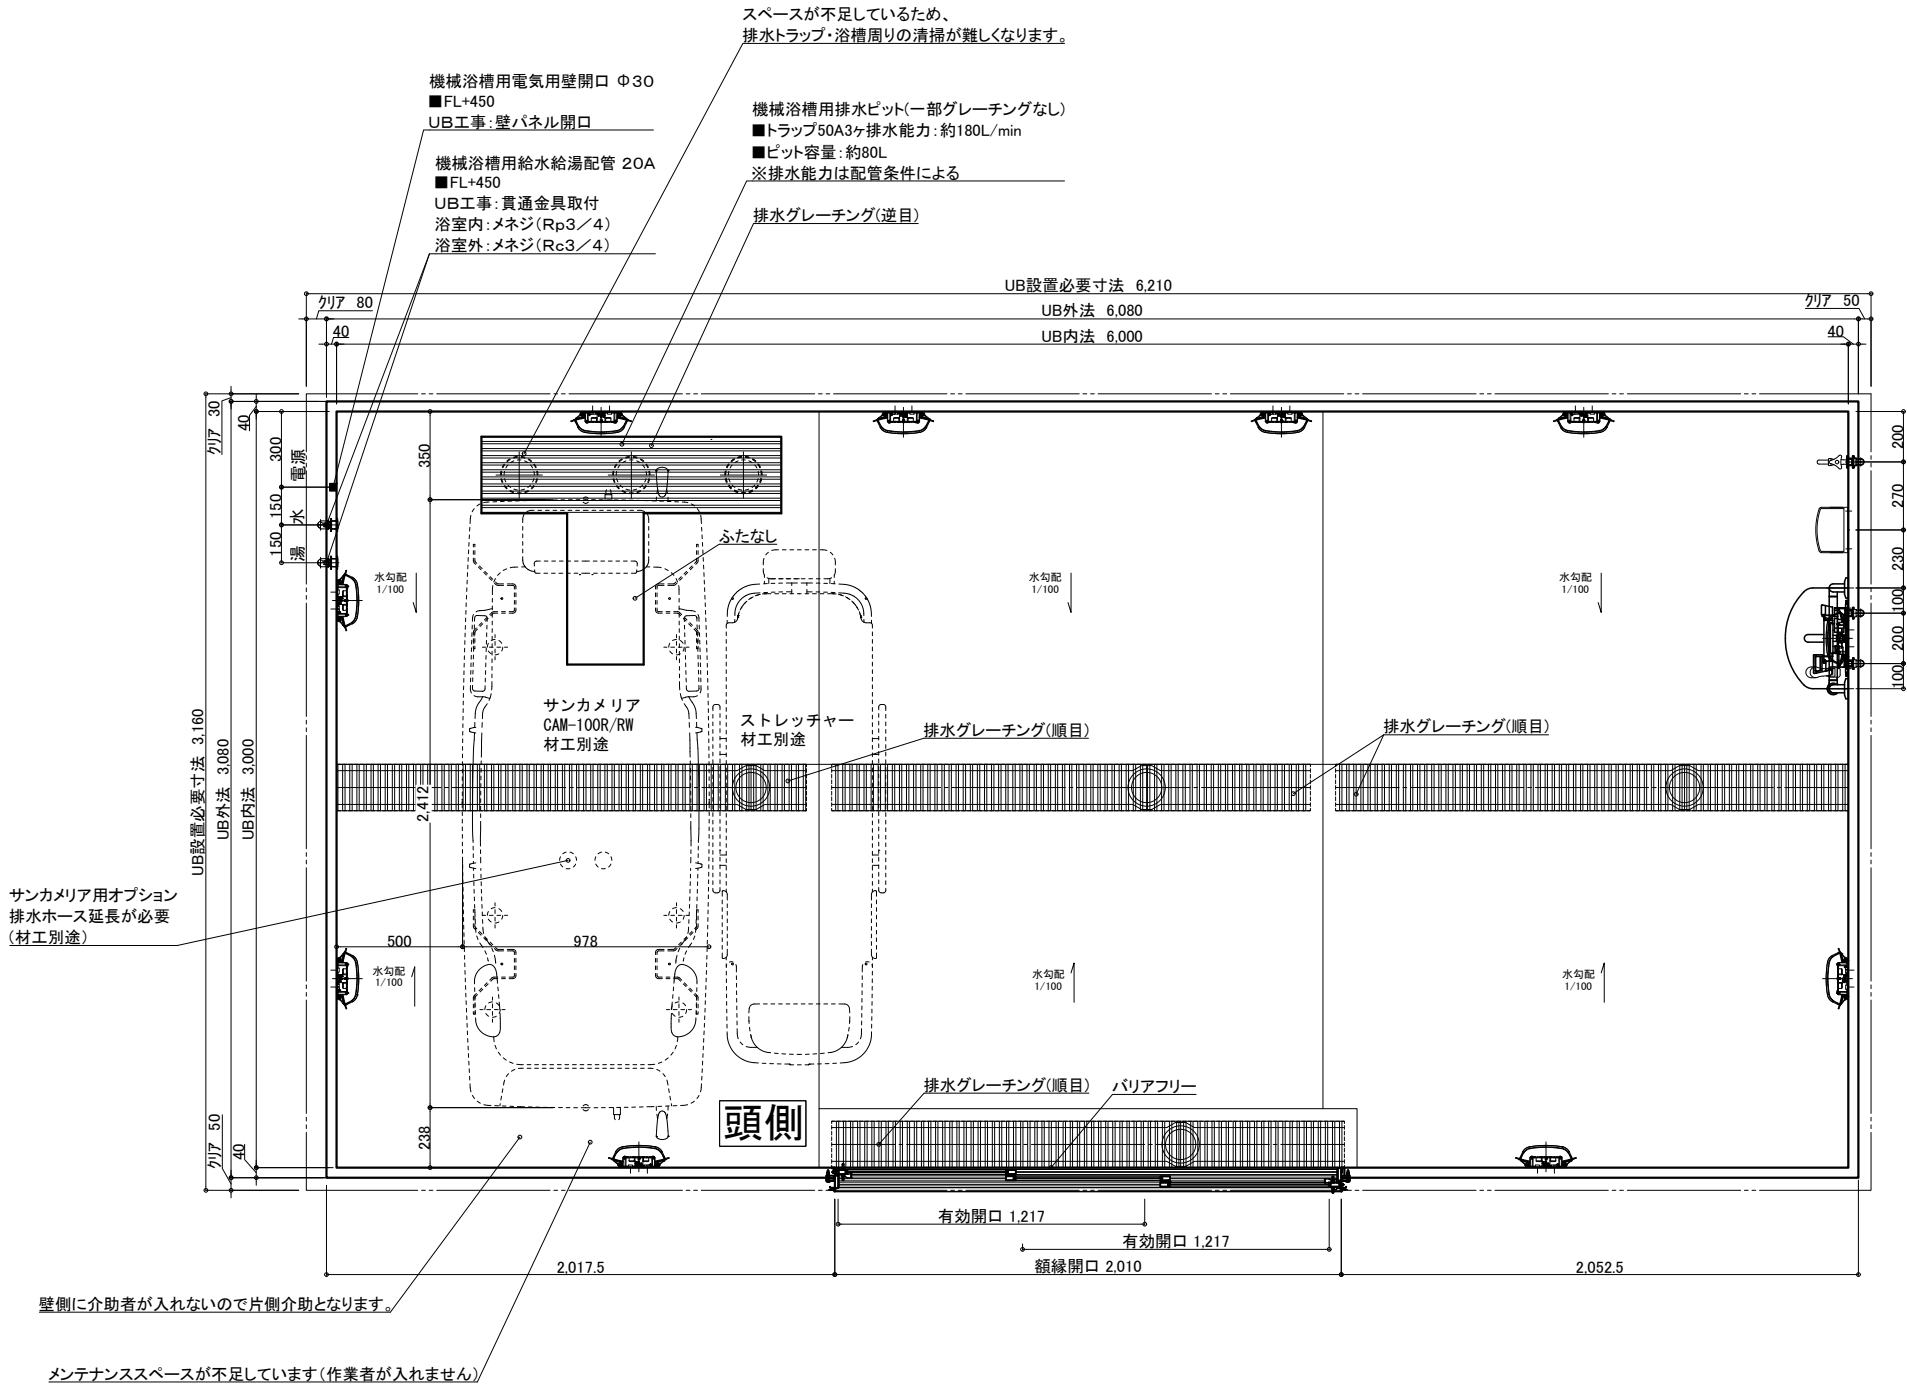 スペースが不足しているため、
排水トラップ・浴槽周りの清掃が難しくなります。
機械浴槽用電気用壁開口 Φ30
■FL+450
UB工事：壁パネル開口
機械浴槽用排水ピット(一部グレーチングなし)
■トラップ50A3ヶ排水能力：約180L/min
■ピット容量：約80L
※排水能力は配管条件による
機械浴槽用給水給湯配管 20A
■FL+450
UB工事：貫通金具取付
浴室内：メネジ(Rp3／4)
浴室外：メネジ(Rc3／4)
排水グレーチング(逆目)
UB設置必要寸法 6,210
クリア 80
クリア 50
UB外法 6,080
40
UB内法 6,000
40
クリア 30
40
300
電源
150
水
150
湯
350
200
270
230
100
200
100
ふたなし
水勾配
1/100
水勾配
1/100
水勾配
1/100
サンカメリア
CAM-100R/RW
材工別途
ストレッチャー
材工別途
排水グレーチング(順目)
排水グレーチング(順目)
UB設置必要寸法 3,160
UB外法 3,080
UB内法 3,000
2,412
サンカメリア用オプション
排水ホース延長が必要
(材工別途)
500
978
水勾配
1/100
水勾配
1/100
水勾配
1/100
排水グレーチング(順目)
バリアフリー
頭側
238
クリア 50
40
有効開口 1,217
有効開口 1,217
2,017.5
額縁開口 2,010
2,052.5
壁側に介助者が入れないので片側介助となります。
メンテナンススペースが不足しています(作業者が入れません)